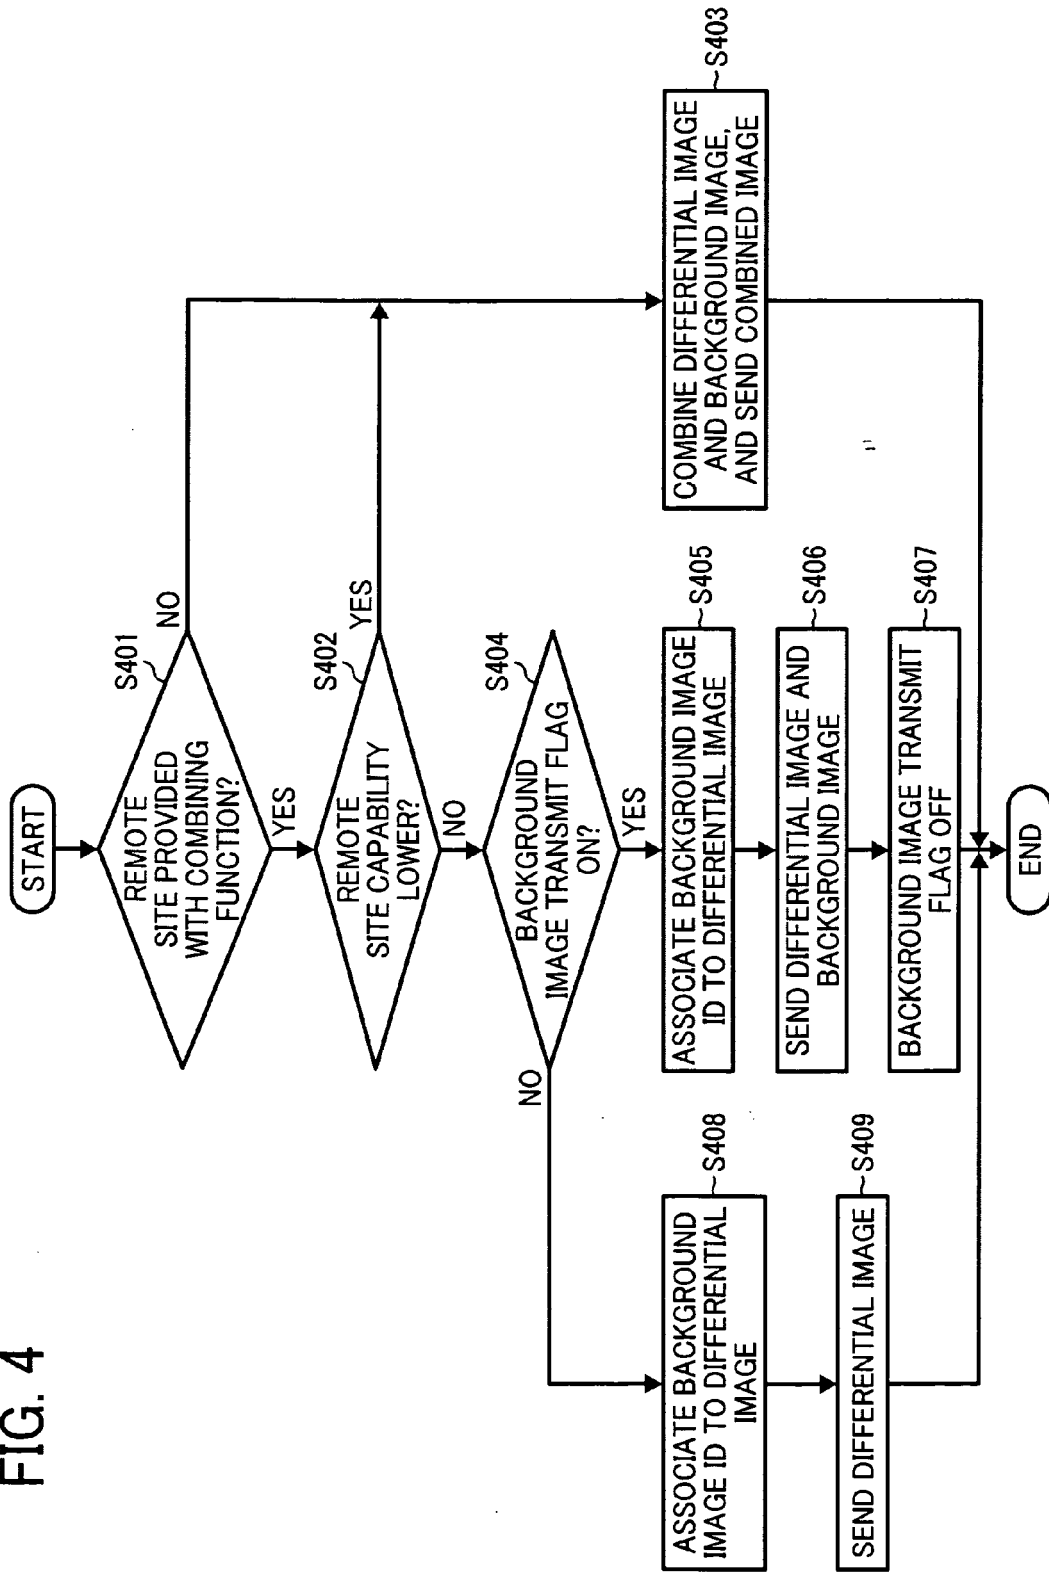 FIG. 4
START
REMOTE
SITE PROVIDED
WITH COMBINING
FUNCTION?
S401
NO
YES
REMOTE
SITE CAPABILITY
LOWER?
S402
YES
NO
BACKGROUND
IMAGE TRANSMIT FLAG
ON?
S404
NO
YES
ASSOCIATE BACKGROUND
IMAGE ID TO DIFFERENTIAL
IMAGE
S408
SEND DIFFERENTIAL IMAGE
S409
ASSOCIATE BACKGROUND IMAGE
ID TO DIFFERENTIAL IMAGE
S405
SEND DIFFERENTIAL IMAGE AND
BACKGROUND IMAGE
S406
BACKGROUND IMAGE TRANSMIT
FLAG OFF
S407
COMBINE DIFFERENTIAL IMAGE
AND BACKGROUND IMAGE,
AND SEND COMBINED IMAGE
S403
END